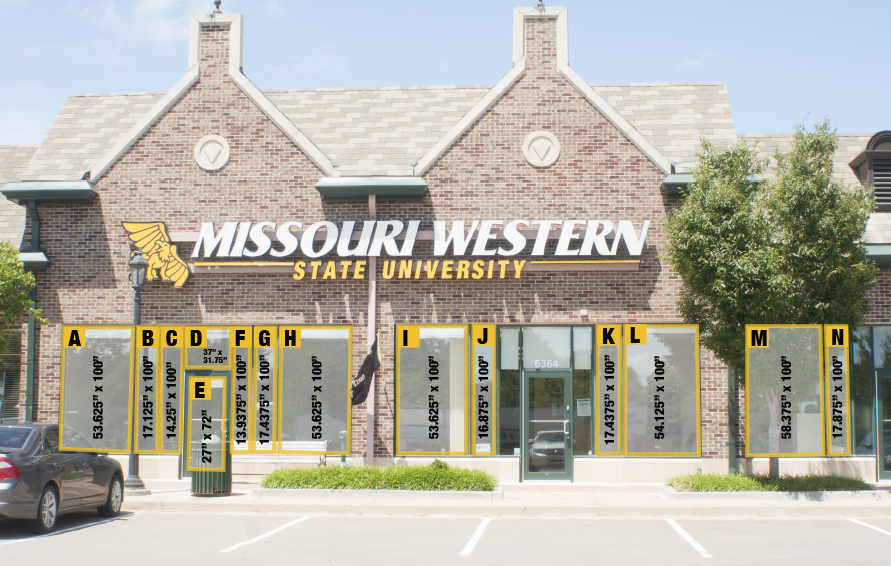 MISSOURI WESTERN
STATE UNIVERSITY
A
53.625" x 100"
B
17.125" x 100"
C
14.25" x 100"
D
37" x
31.75"
E
27" x 72"
F
13.9375" x 100"
G
17.4375" x 100"
H
53.625" x 100"
I
53.625" x 100"
J
16.875" x 100"
6364
K
17.4375" x 100"
L
54.125" x 100"
M
58.375" x 100"
N
17.875" x 100"